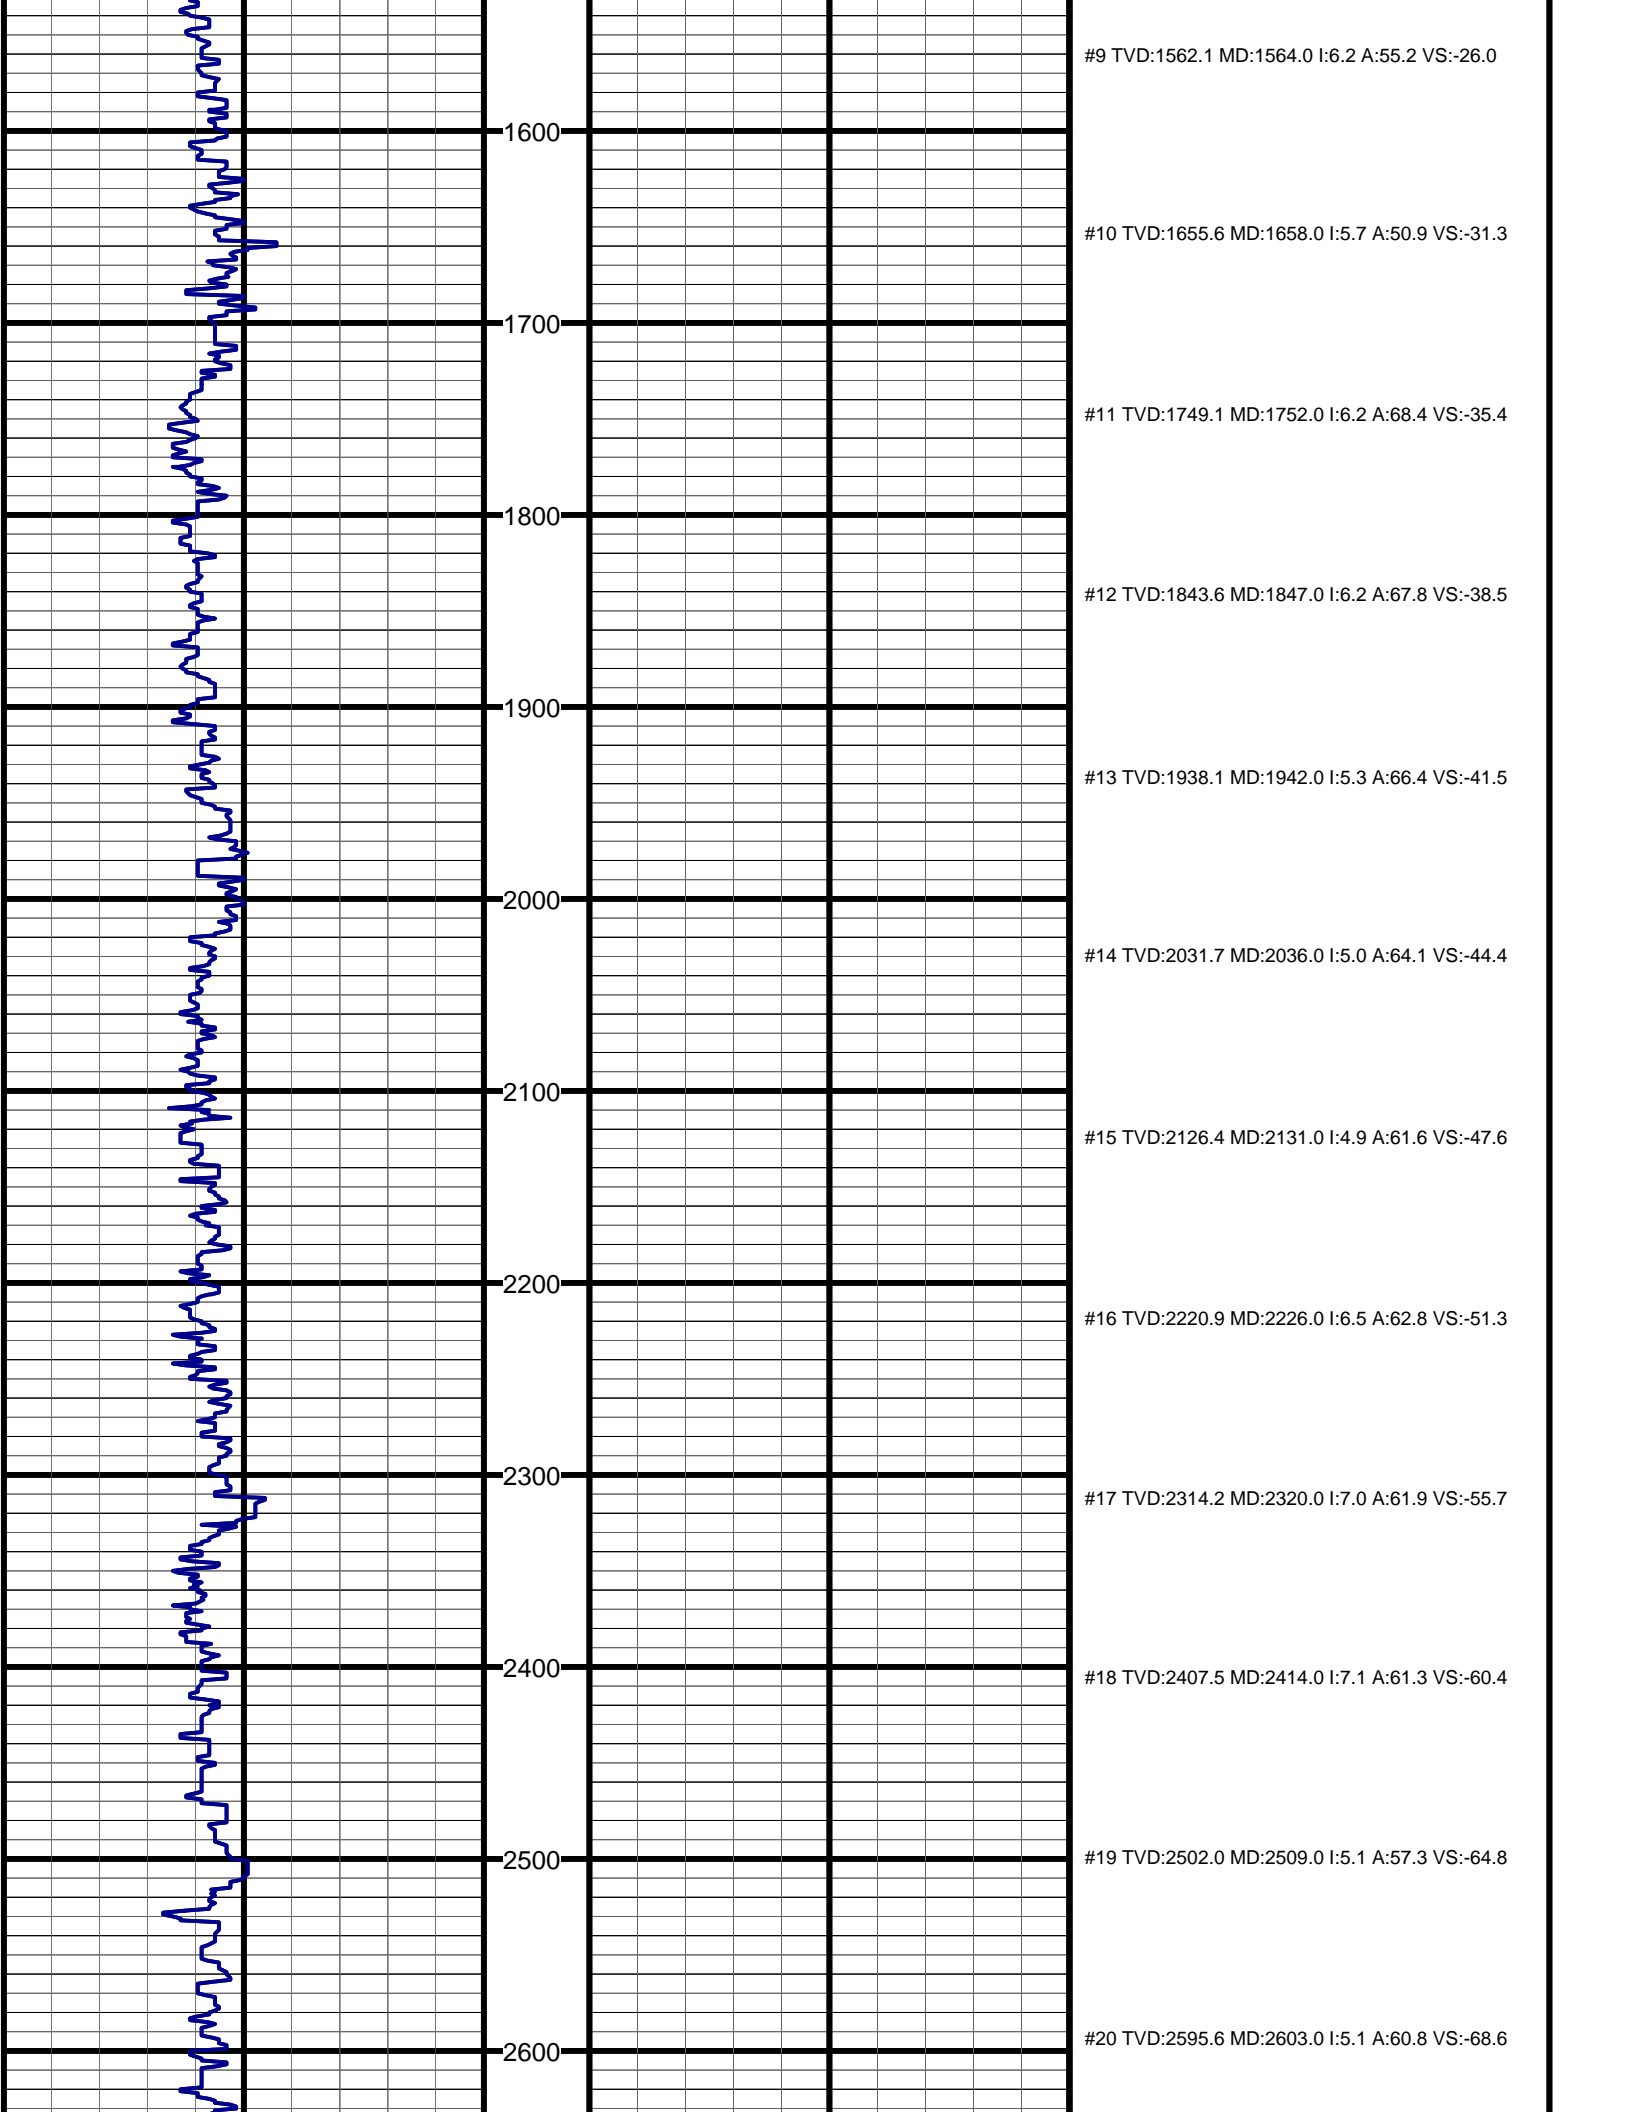 #9 TVD:1562.1 MD:1564.0 I:6.2 A:55.2 VS:-26.0
1600
#10 TVD:1655.6 MD:1658.0 I:5.7 A:50.9 VS:-31.3
1700
#11 TVD:1749.1 MD:1752.0 I:6.2 A:68.4 VS:-35.4
1800
#12 TVD:1843.6 MD:1847.0 I:6.2 A:67.8 VS:-38.5
1900
#13 TVD:1938.1 MD:1942.0 I:5.3 A:66.4 VS:-41.5
2000
#14 TVD:2031.7 MD:2036.0 I:5.0 A:64.1 VS:-44.4
2100
#15 TVD:2126.4 MD:2131.0 I:4.9 A:61.6 VS:-47.6
2200
#16 TVD:2220.9 MD:2226.0 I:6.5 A:62.8 VS:-51.3
2300
#17 TVD:2314.2 MD:2320.0 I:7.0 A:61.9 VS:-55.7
2400
#18 TVD:2407.5 MD:2414.0 I:7.1 A:61.3 VS:-60.4
2500
#19 TVD:2502.0 MD:2509.0 I:5.1 A:57.3 VS:-64.8
#20 TVD:2595.6 MD:2603.0 I:5.1 A:60.8 VS:-68.6
2600